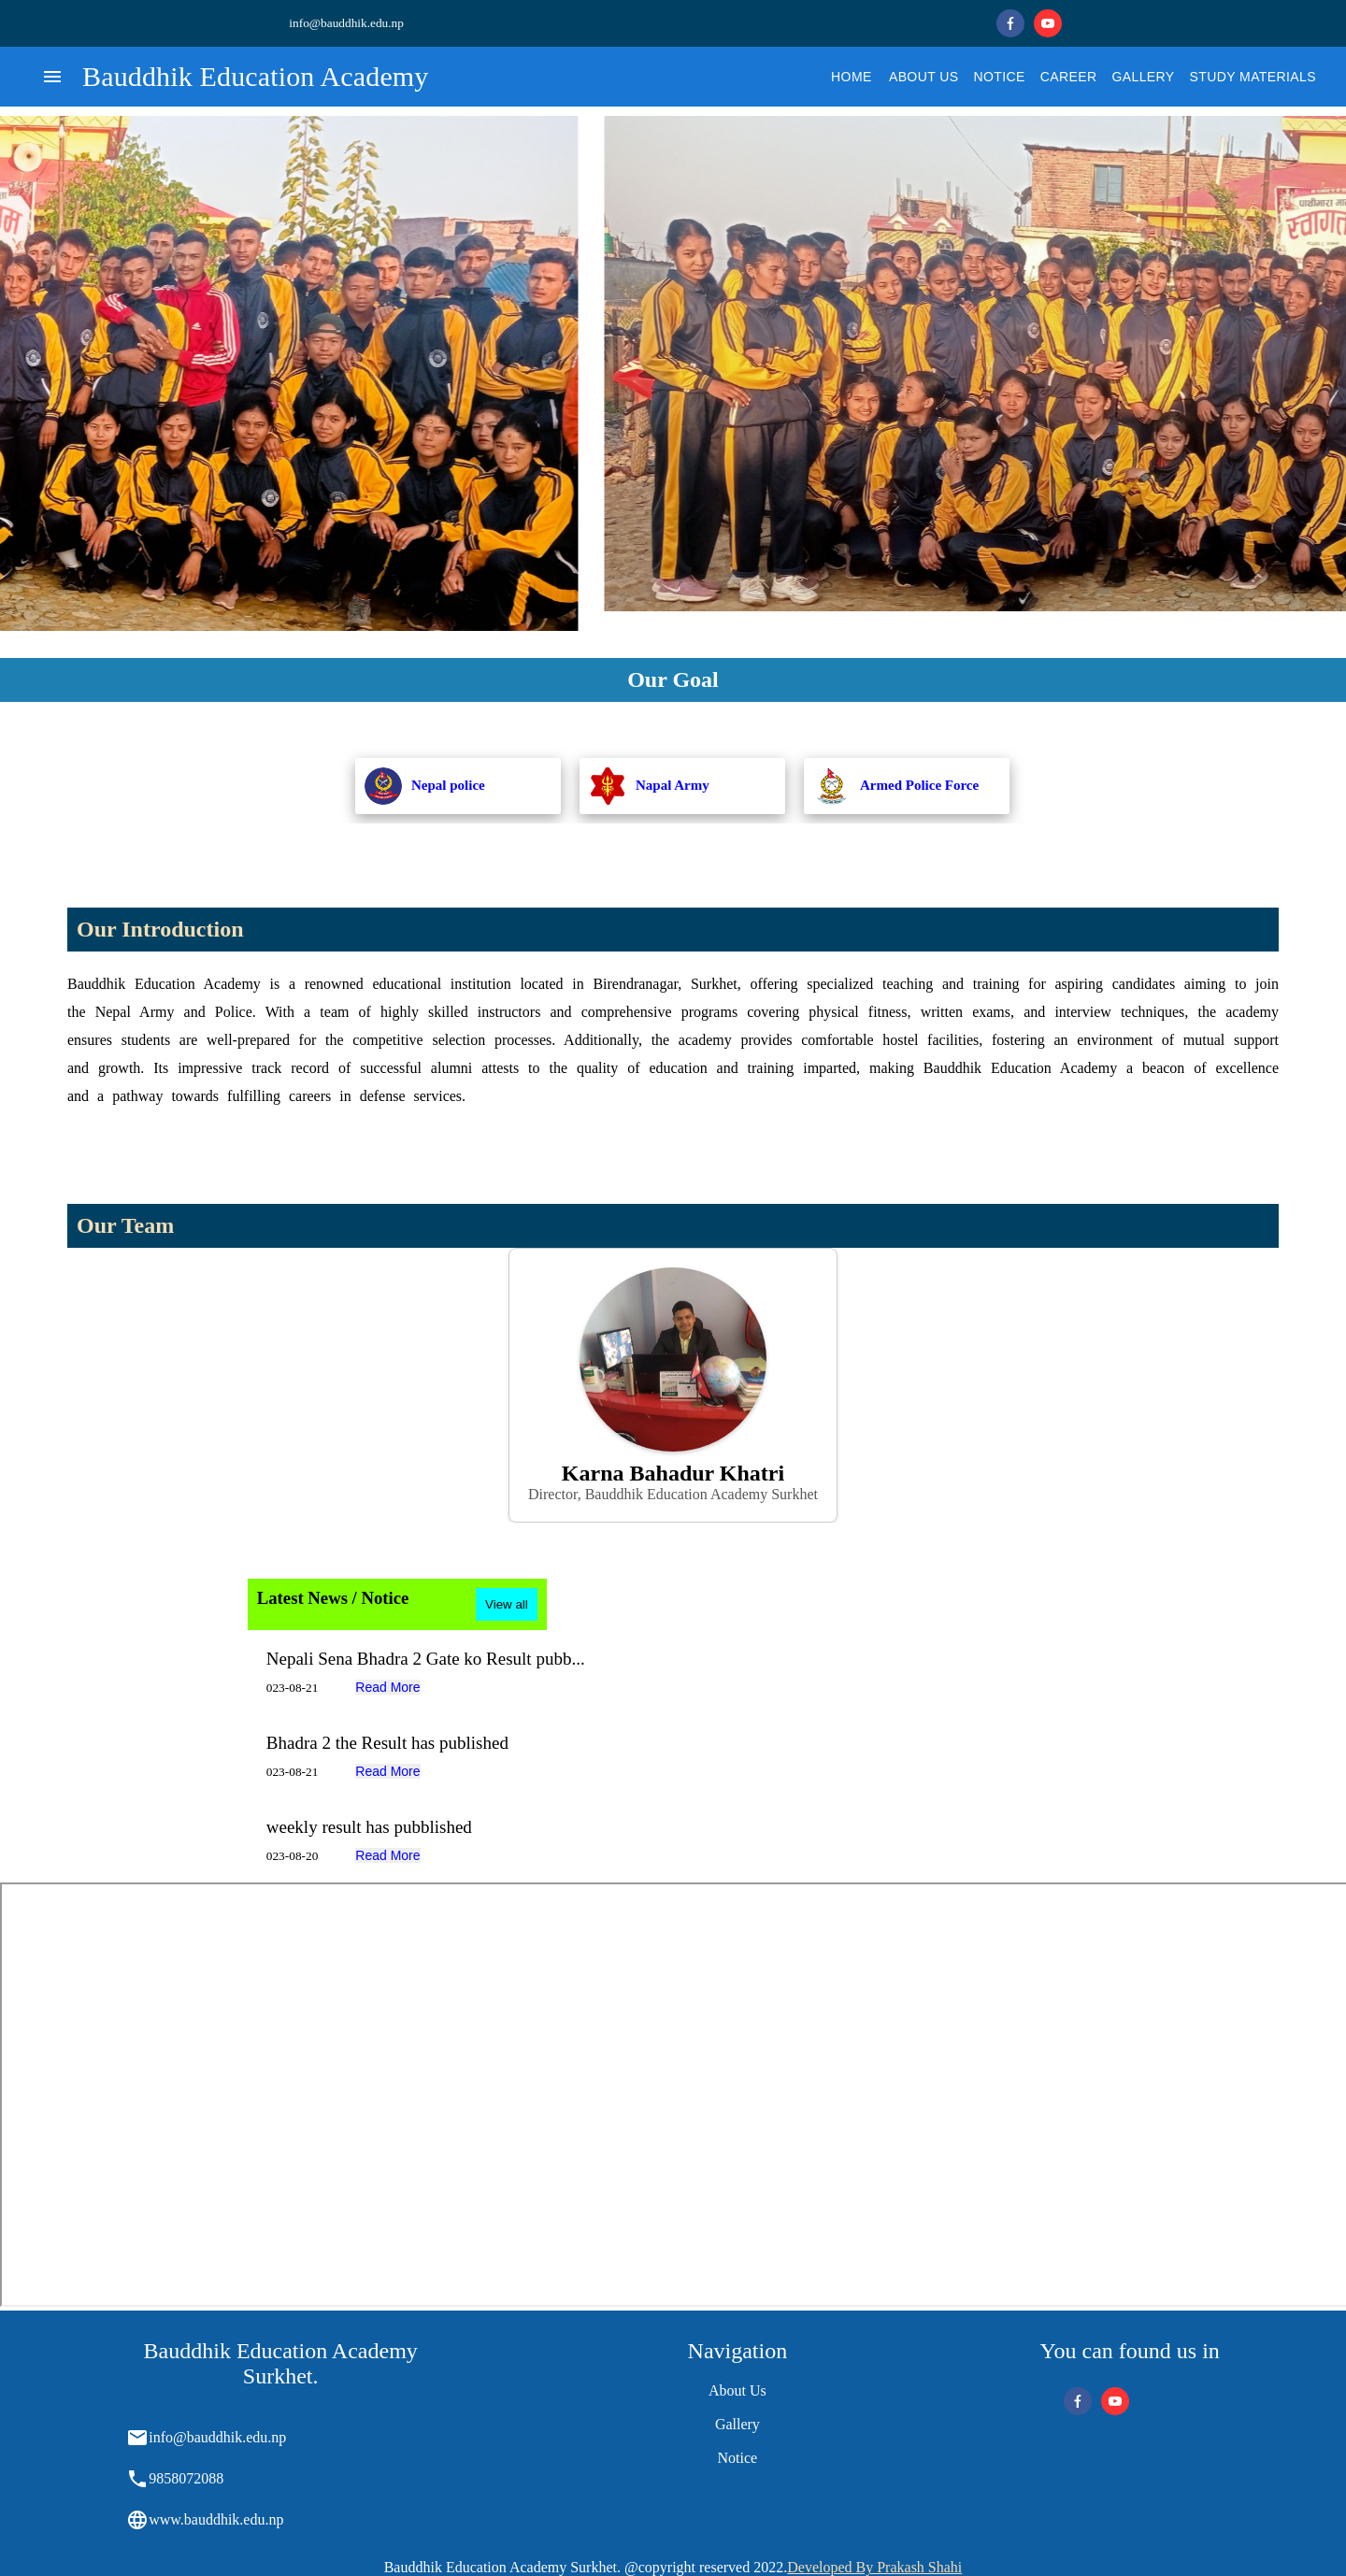 info@bauddhik.edu.np
Bauddhik Education Academy
HOME ABOUT US NOTICE CAREER GALLERY STUDY MATERIALS
पाथीभरा मा
स्वागत
Our Goal
Nepal police
Napal Army
Armed Police Force
Our Introduction
Bauddhik Education Academy is a renowned educational institution located in Birendranagar, Surkhet, offering specialized teaching and training for aspiring candidates aiming to join
the Nepal Army and Police. With a team of highly skilled instructors and comprehensive programs covering physical fitness, written exams, and interview techniques, the academy
ensures students are well-prepared for the competitive selection processes. Additionally, the academy provides comfortable hostel facilities, fostering an environment of mutual support
and growth. Its impressive track record of successful alumni attests to the quality of education and training imparted, making Bauddhik Education Academy a beacon of excellence
and a pathway towards fulfilling careers in defense services.
Our Team
Karna Bahadur Khatri
Director, Bauddhik Education Academy Surkhet
Latest News / Notice
View all
Nepali Sena Bhadra 2 Gate ko Result pubb...
023-08-21 Read More
Bhadra 2 the Result has published
023-08-21 Read More
weekly result has pubblished
023-08-20 Read More
Bauddhik Education Academy
Surkhet.
info@bauddhik.edu.np
9858072088
www.bauddhik.edu.np
Navigation
About Us
Gallery
Notice
You can found us in
Bauddhik Education Academy Surkhet. @copyright reserved 2022.Developed By Prakash Shahi